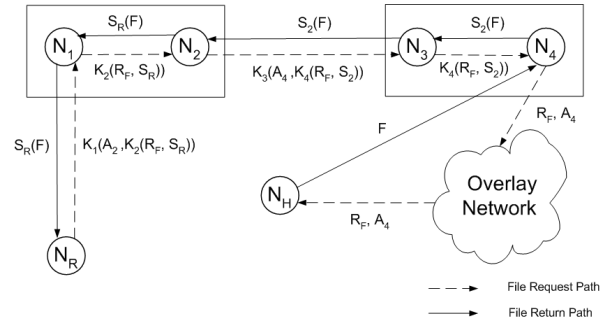 S_R(F)
S_2(F)
S_2(F)
N_1
N_2
N_3
N_4
K_2(R_F, S_R))
K_3(A_4 ,K_4(R_F, S_2))
K_4(R_F, S_2))
S_R(F)
K_1(A_2 ,K_2(R_F, S_R))
F
R_F, A_4
Overlay
Network
N_H
R_F, A_4
N_R
File Request Path
File Return Path